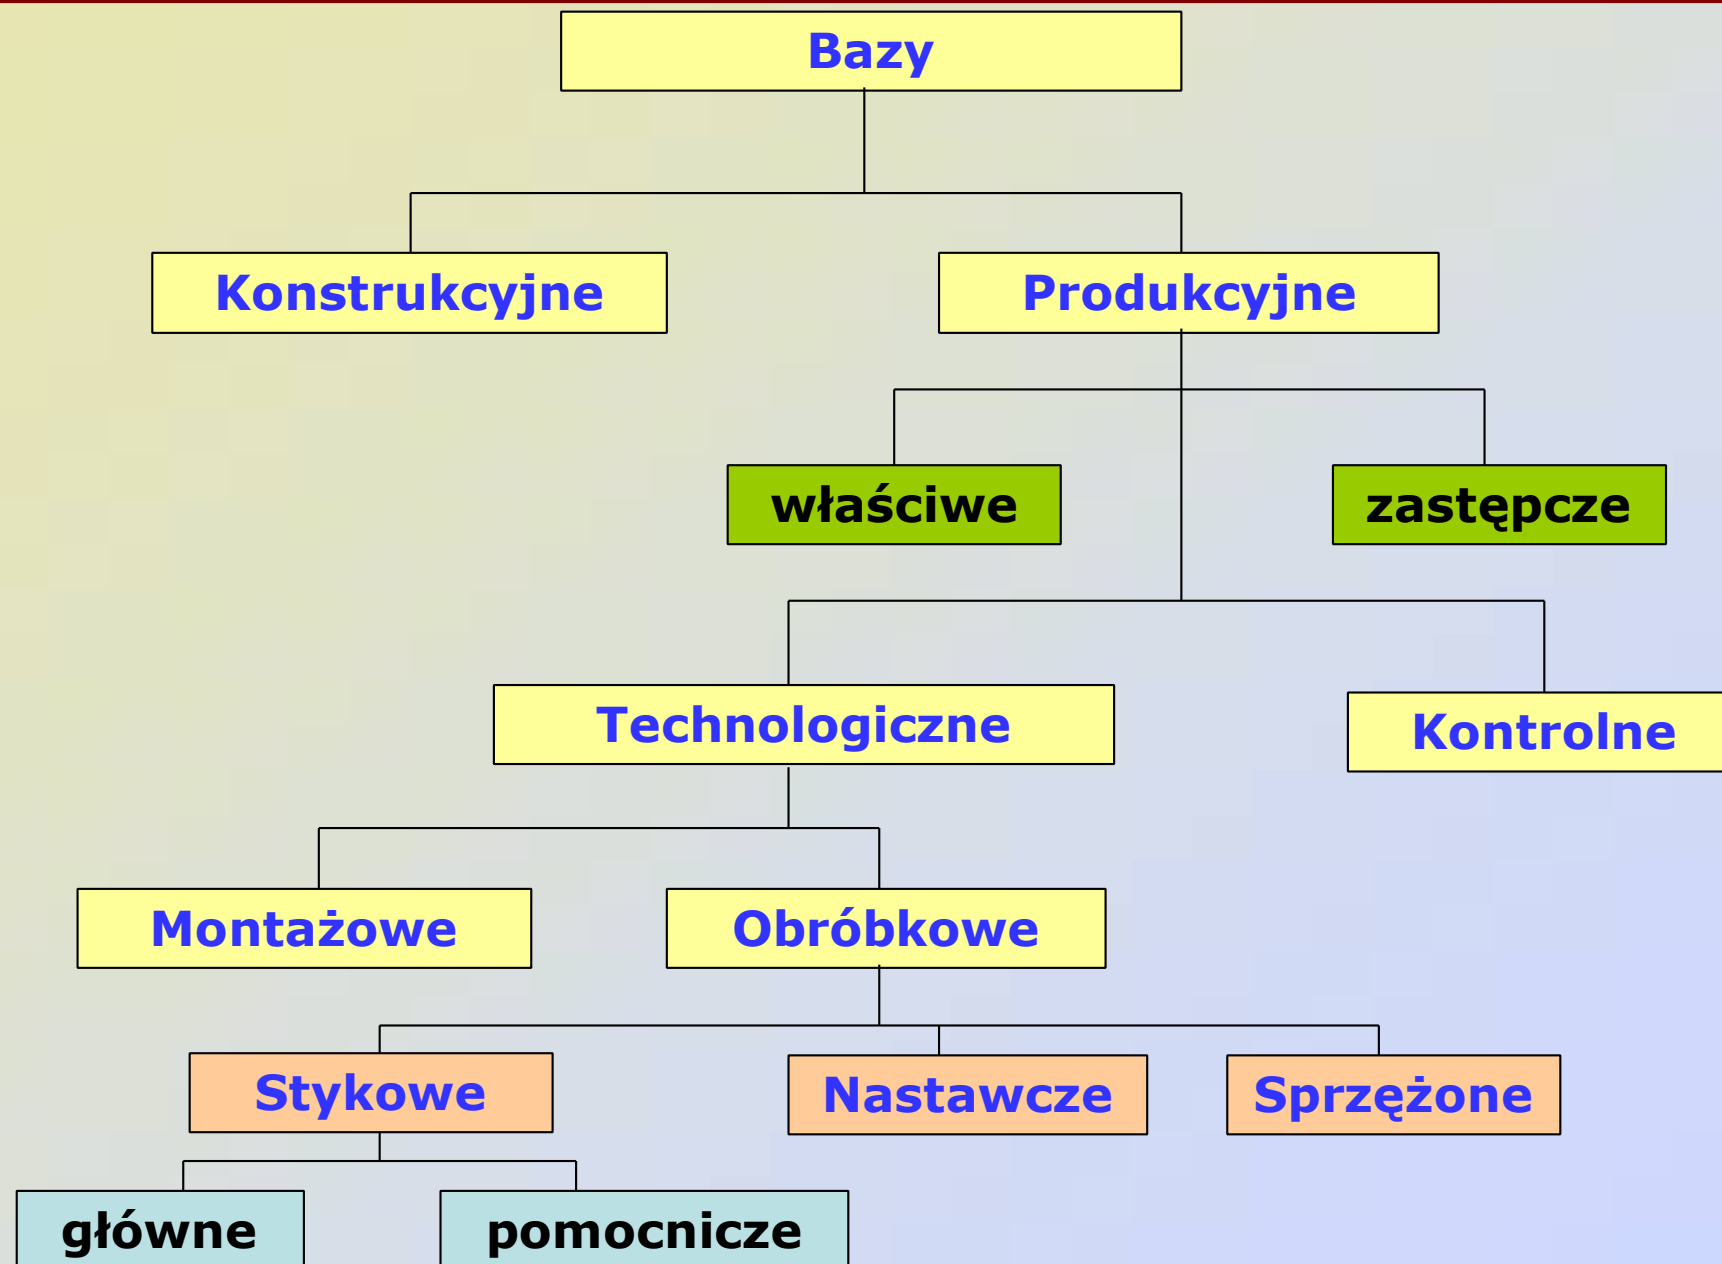 Bazy
Konstrukcyjne
Produkcyjne
właściwe
zastępcze
Technologiczne
Kontrolne
Montażowe
Obróbkowe
Stykowe
Nastawcze
Sprzężone
główne
pomocnicze